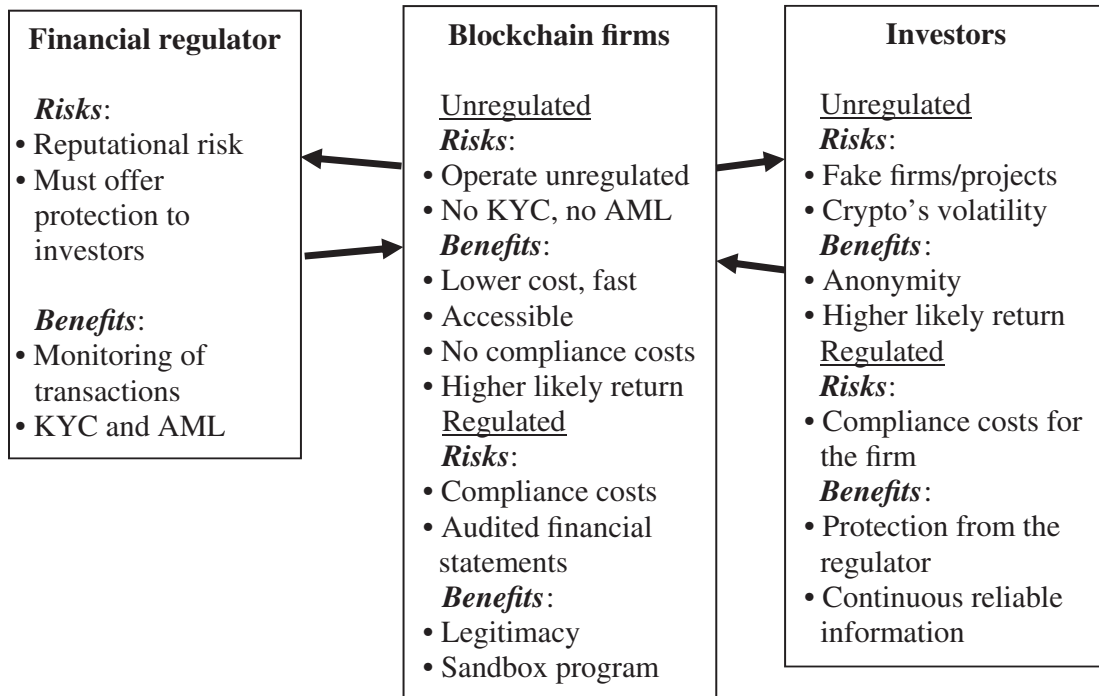 Financial regulator
Risks:
• Reputational risk
• Must offer
protection to
investors
Benefits:
• Monitoring of
transactions
• KYC and AML
Blockchain firms
Unregulated
Risks:
• Operate unregulated
• No KYC, no AML
Benefits:
• Lower cost, fast
• Accessible
• No compliance costs
• Higher likely return
Regulated
Risks:
• Compliance costs
• Audited financial
statements
Benefits:
• Legitimacy
• Sandbox program
Investors
Unregulated
Risks:
• Fake firms/projects
• Crypto’s volatility
Benefits:
• Anonymity
• Higher likely return
Regulated
Risks:
• Compliance costs for
the firm
Benefits:
• Protection from the
regulator
• Continuous reliable
information